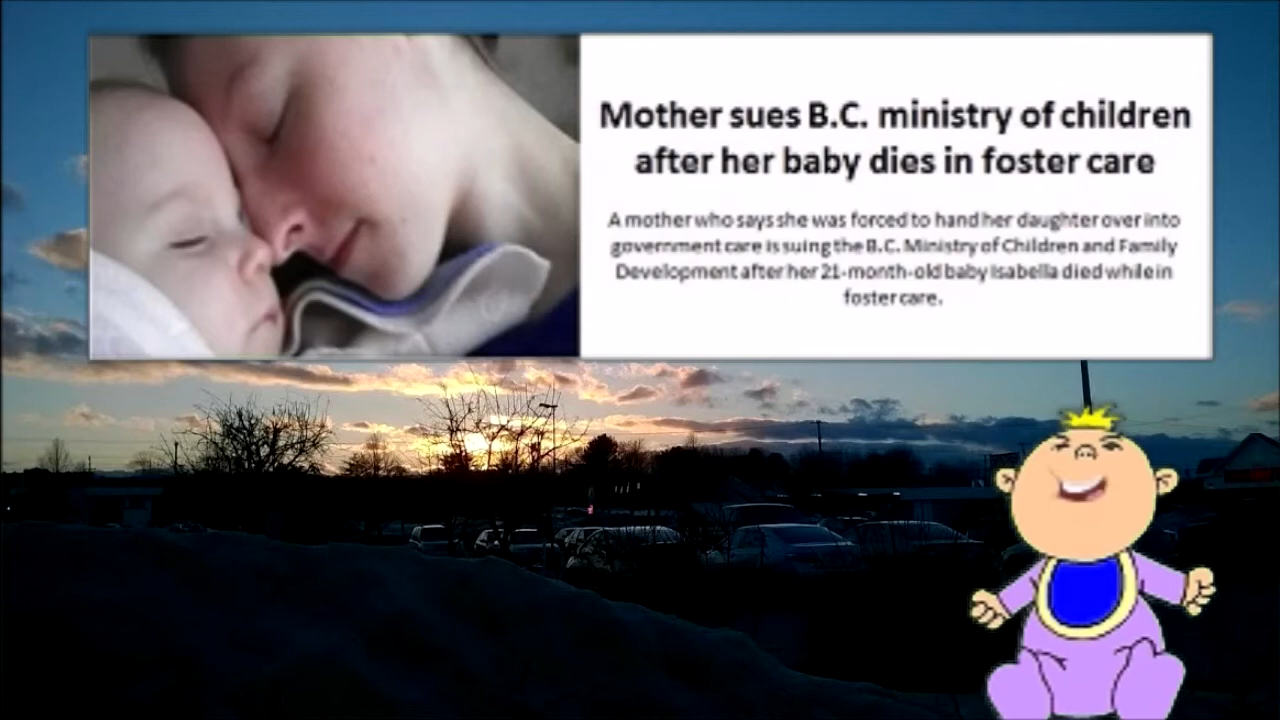 Mother sues B.C. ministry of children
after her baby dies in foster care
A mother who says she was forced to hand her daughter over into
government care is suing the B.C. Ministry of Children and Family
Development after her 21-month-old baby Isabella died while in
foster care.